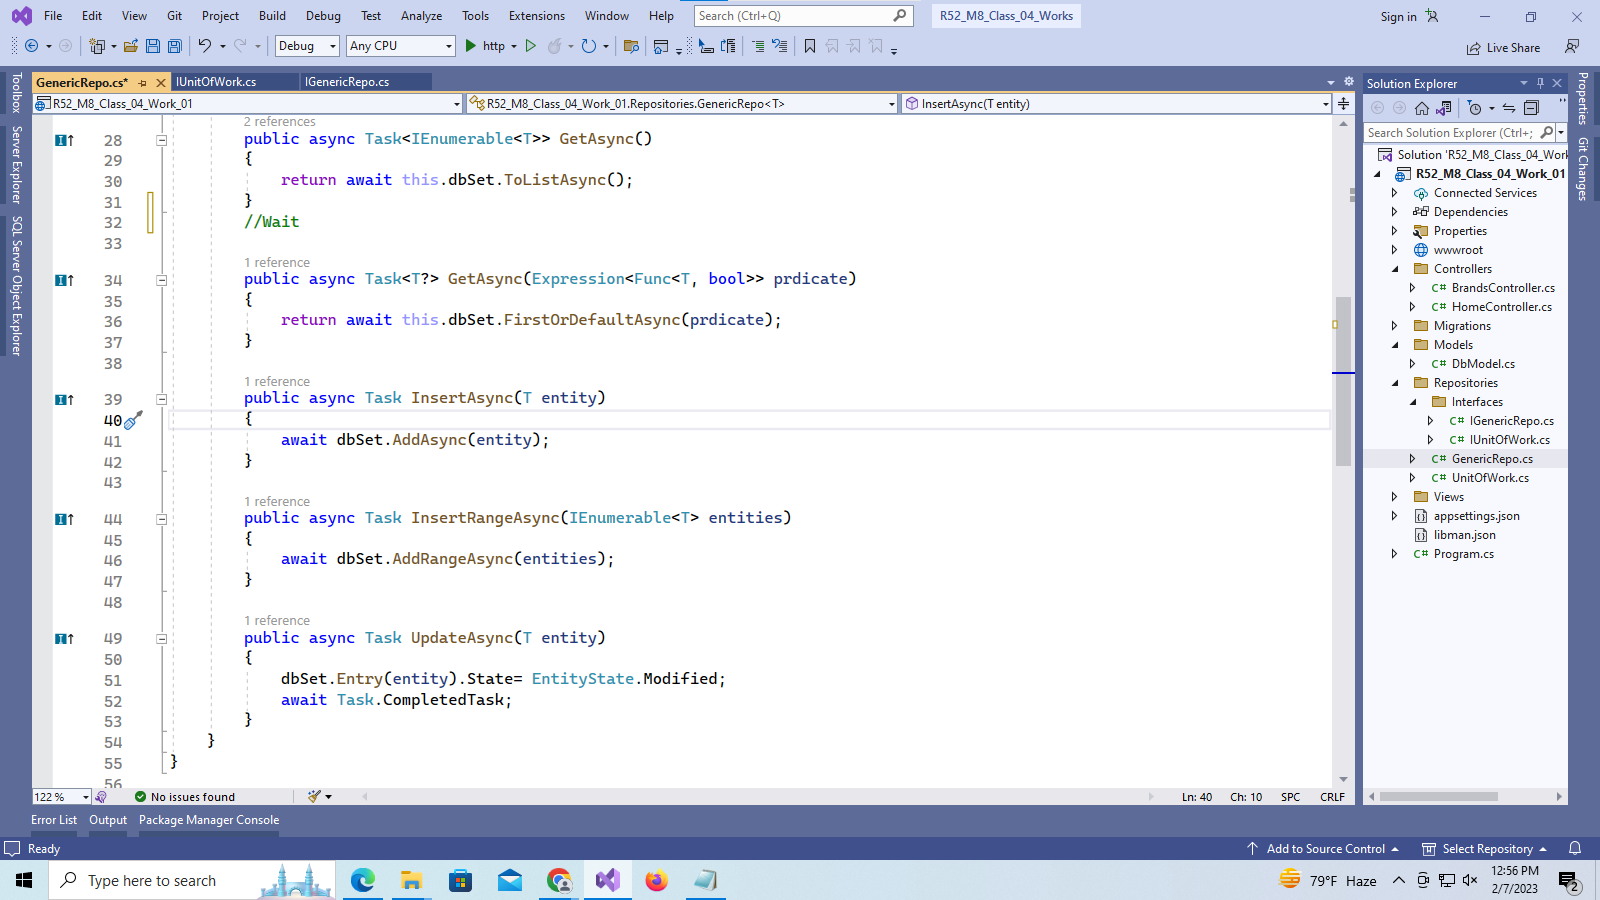 File Edit View Git Project Build Debug Test Analyze Tools Extensions Window Help Search (Ctrl+Q) R52_M8_Class_04_Works Sign in
Debug Any CPU http Live Share
GenericRepo.cs* IUnitOfWork.cs IGenericRepo.cs
R52_M8_Class_04_Work_01 R52_M8_Class_04_Work_01.Repositories.GenericRepo<T> InsertAsync(T entity)
Toolbox
Server Explorer
SQL Server Object Explorer
2 references
28 public async Task<IEnumerable<T>> GetAsync()
29 {
30 return await this.dbSet.ToListAsync();
31 }
32 //Wait
33
1 reference
34 public async Task<T?> GetAsync(Expression<Func<T, bool>> prdicate)
35 {
36 return await this.dbSet.FirstOrDefaultAsync(prdicate);
37 }
38
1 reference
39 public async Task InsertAsync(T entity)
40 {
41 await dbSet.AddAsync(entity);
42 }
43
1 reference
44 public async Task InsertRangeAsync(IEnumerable<T> entities)
45 {
46 await dbSet.AddRangeAsync(entities);
47 }
48
1 reference
49 public async Task UpdateAsync(T entity)
50 {
51 dbSet.Entry(entity).State= EntityState.Modified;
52 await Task.CompletedTask;
53 }
54 }
55 }
56
122 % No issues found Ln: 40 Ch: 10 SPC CRLF
Solution Explorer
Search Solution Explorer (Ctrl+;
Solution 'R52_M8_Class_04_Work
R52_M8_Class_04_Work_01
Connected Services
Dependencies
Properties
wwwroot
Controllers
C# BrandsController.cs
C# HomeController.cs
Migrations
Models
C# DbModel.cs
Repositories
Interfaces
C# IGenericRepo.cs
C# IUnitOfWork.cs
C# GenericRepo.cs
C# UnitOfWork.cs
Views
appsettings.json
libman.json
C# Program.cs
Properties
Git Changes
Error List Output Package Manager Console
Ready Add to Source Control Select Repository
Type here to search 79°F Haze 12:56 PM
2/7/2023
2